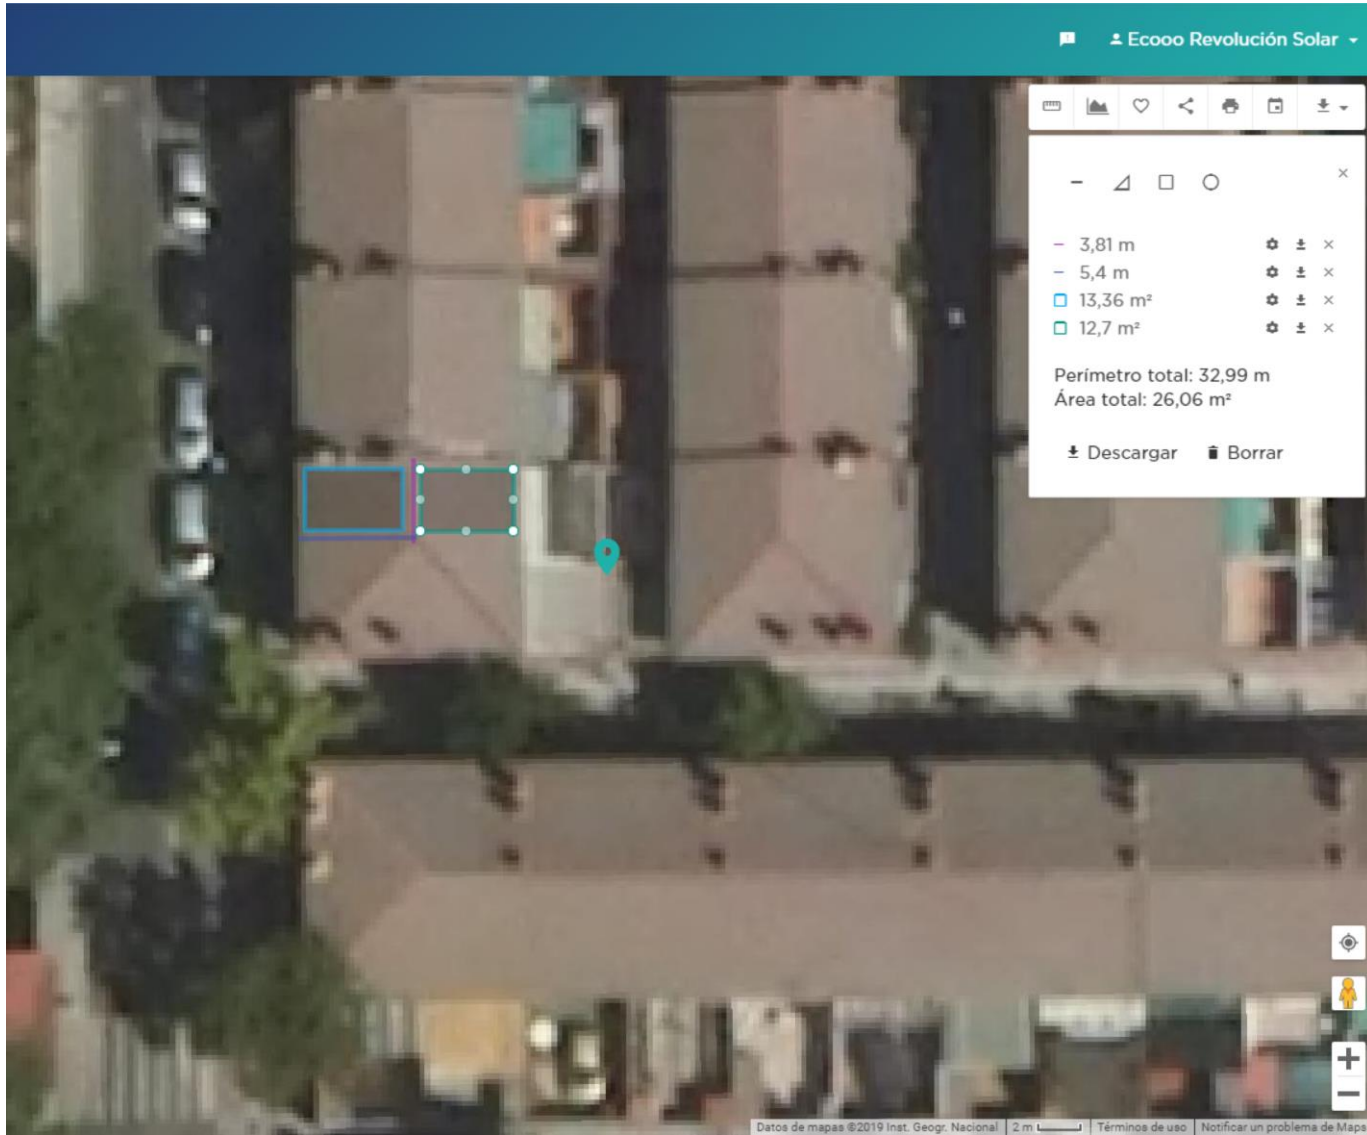 Ecooo Revolución Solar
3,81 m
5,4 m
13,36 m²
12,7 m²
Perímetro total: 32,99 m
Área total: 26,06 m²
Descargar Borrar
Datos de mapas ©2019 Inst. Geogr. Nacional 2 m Términos de uso Notificar un problema de Maps